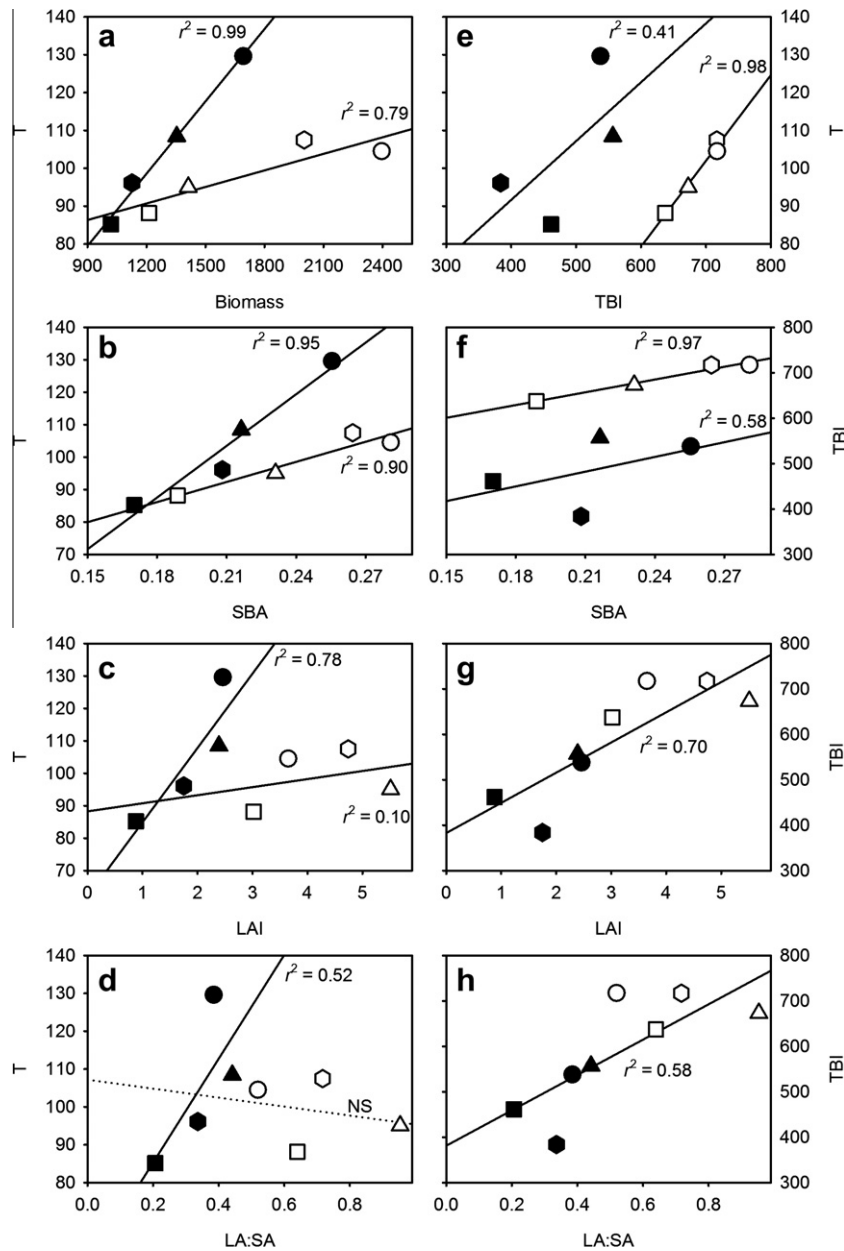 a
r² = 0.99
r² = 0.79
140
130
120
110
100
90
80
T
900 1200 1500 1800 2100 2400
Biomass
e
r² = 0.41
r² = 0.98
140
130
120
110
100
90
80
T
300 400 500 600 700 800
TBI
b
r² = 0.95
r² = 0.90
140
130
120
110
100
90
80
70
T
0.15 0.18 0.21 0.24 0.27
SBA
f
r² = 0.97
r² = 0.58
800
700
600
500
400
300
TBI
0.15 0.18 0.21 0.24 0.27
SBA
c
r² = 0.78
r² = 0.10
140
130
120
110
100
90
80
70
T
0 1 2 3 4 5
LAI
g
r² = 0.70
800
700
600
500
400
300
TBI
0 1 2 3 4 5
LAI
d
r² = 0.52
NS
140
130
120
110
100
90
80
T
0.0 0.2 0.4 0.6 0.8
LA:SA
h
r² = 0.58
800
700
600
500
400
300
TBI
0.0 0.2 0.4 0.6 0.8
LA:SA